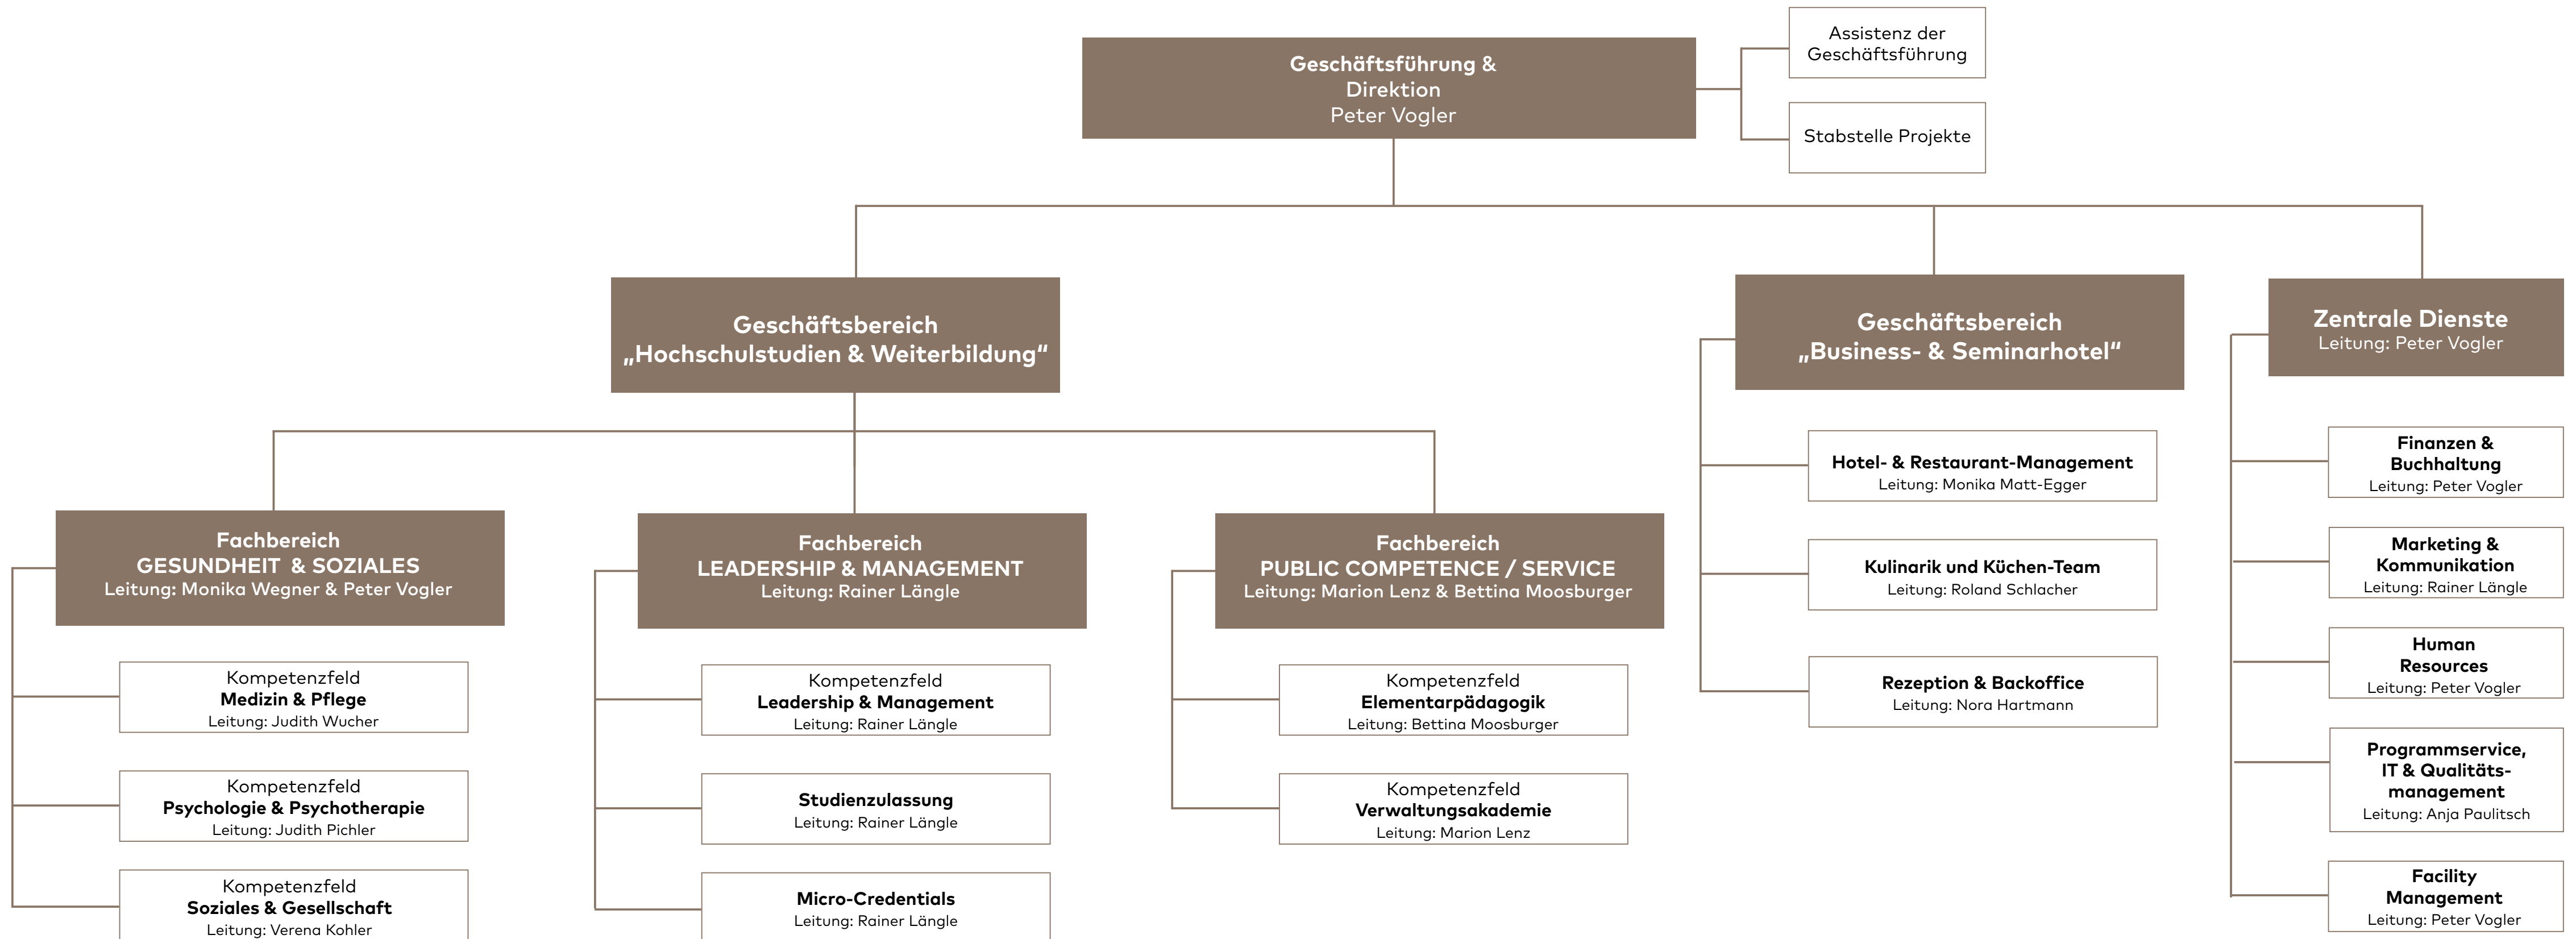 Geschäftsführung &
Direktion
Peter Vogler
Assistenz der
Geschäftsführung
Stabstelle Projekte
Geschäftsbereich
„Hochschulstudien & Weiterbildung“
Geschäftsbereich
„Business- & Seminarhotel“
Zentrale Dienste
Leitung: Peter Vogler
Fachbereich
GESUNDHEIT & SOZIALES
Leitung: Monika Wegner & Peter Vogler
Kompetenzfeld
Medizin & Pflege
Leitung: Judith Wucher
Kompetenzfeld
Psychologie & Psychotherapie
Leitung: Judith Pichler
Kompetenzfeld
Soziales & Gesellschaft
Leitung: Verena Kohler
Fachbereich
LEADERSHIP & MANAGEMENT
Leitung: Rainer Längle
Kompetenzfeld
Leadership & Management
Leitung: Rainer Längle
Studienzulassung
Leitung: Rainer Längle
Micro-Credentials
Leitung: Rainer Längle
Fachbereich
PUBLIC COMPETENCE / SERVICE
Leitung: Marion Lenz & Bettina Moosburger
Kompetenzfeld
Elementarpädagogik
Leitung: Bettina Moosburger
Kompetenzfeld
Verwaltungsakademie
Leitung: Marion Lenz
Hotel- & Restaurant-Management
Leitung: Monika Matt-Egger
Kulinarik und Küchen-Team
Leitung: Roland Schlacher
Rezeption & Backoffice
Leitung: Nora Hartmann
Finanzen &
Buchhaltung
Leitung: Peter Vogler
Marketing &
Kommunikation
Leitung: Rainer Längle
Human
Resources
Leitung: Peter Vogler
Programmservice,
IT & Qualitäts-
management
Leitung: Anja Paulitsch
Facility
Management
Leitung: Peter Vogler